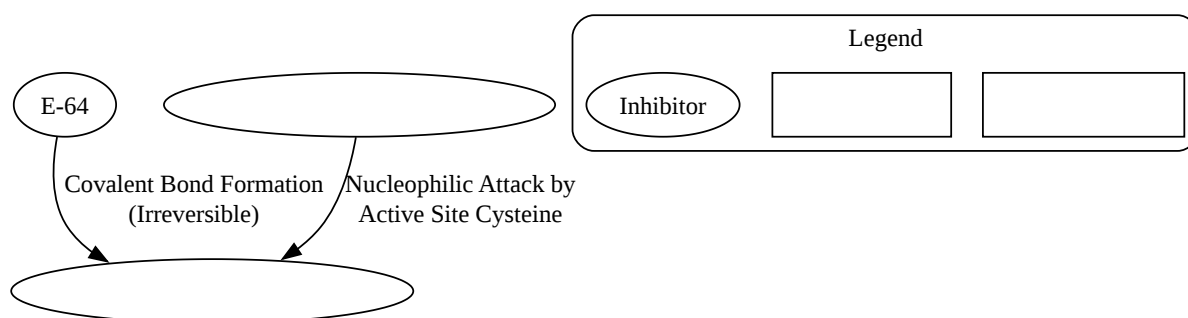 Legend
E-64
Inhibitor
Covalent Bond Formation
(Irreversible)
Nucleophilic Attack by
Active Site Cysteine